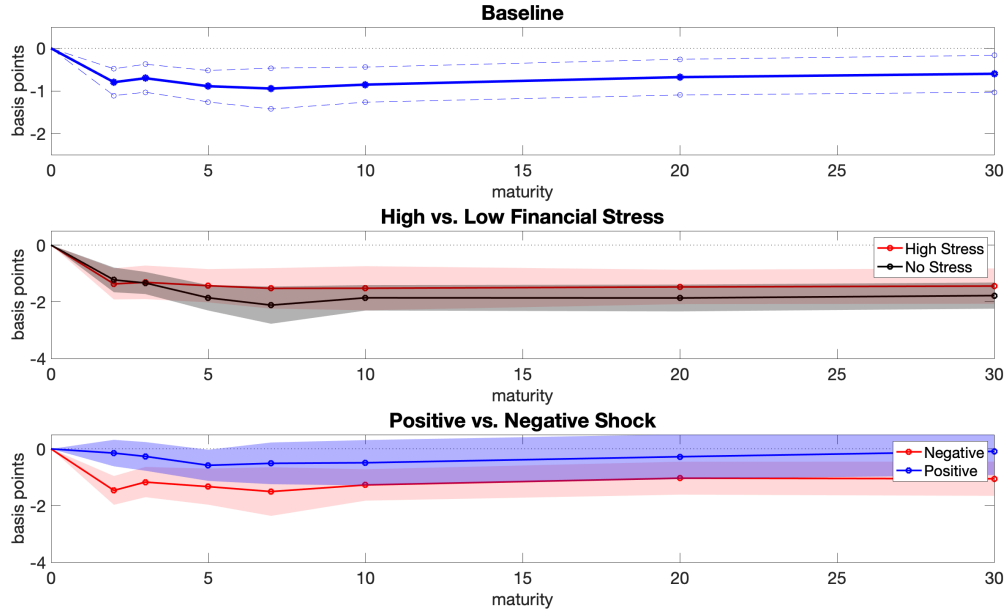 Baseline
basis points
0
-1
-2
0 5 10 15 20 25 30
maturity
High vs. Low Financial Stress
basis points
0
-2
-4
High Stress
No Stress
0 5 10 15 20 25 30
maturity
Positive vs. Negative Shock
basis points
0
-2
-4
Negative
Positive
0 5 10 15 20 25 30
maturity